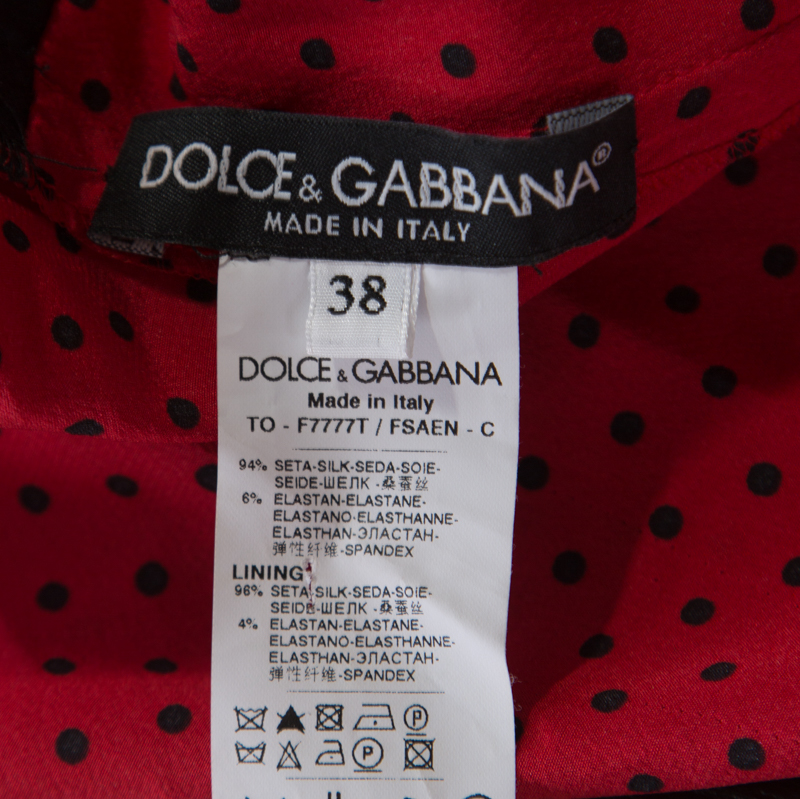 DOLCE & GABBANA®
MADE IN ITALY
38
DOLCE & GABBANA
Made in Italy
TO - F7777T / FSAEN - C
94% SETA-SILK-SEDA-SOIE-
SEIDE-ШЕЛК -桑蚕丝
6% ELASTAN-ELASTANE-
ELASTANO-ELASTHANNE-
ELASTHAN-ЭЛАСТАН-
弹性纤维-SPANDEX
LINING
96% SETA-SILK-SEDA-SOIE-
SEIDE-ШЕЛК -桑蚕丝
4% ELASTAN-ELASTANE-
ELASTANO-ELASTHANNE-
ELASTHAN-ЭЛАСТАН-
弹性纤维-SPANDEX
P
P